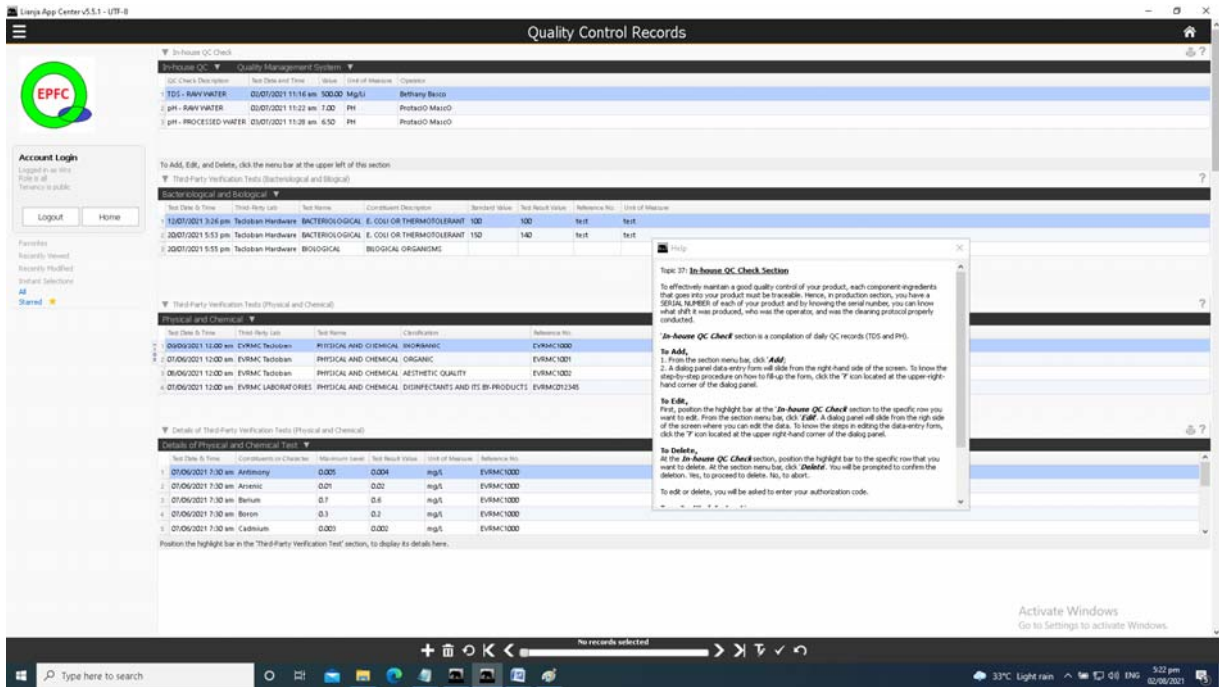 Lianja App Center v5.5.1 - UTF-8
Quality Control Records
EPFC
Account Login
Logged in as
Role is all
Tenancy is public
Logout Home
Favorites
Recently Viewed
Recently Modified
Instant Selections
All
Starred
In-house QC Check
In-house QC Quality Management System
QC Check Description Test Date and Time Value Unit of Measure Operator
1 TDS - RAW WATER 02/07/2021 11:16 am 500.00 Mg/Li Bethany Basco
2 pH - RAW WATER 02/07/2021 11:22 am 7.00 PH ProtaciO MascO
3 pH - PROCESSED WATER 03/07/2021 11:28 am 6.50 PH ProtaciO MascO
To Add, Edit, and Delete, click the menu bar at the upper left of this section
Third-Party Verification Tests (Bacteriological and Bilogical)
?
Bacteriological and Biological
Test Date & Time Third-Party Lab Test Name Constituent Description Standard Value Test Result Value Reference No. Unit of Measure
12/07/2021 3:26 pm Tacloban Hardware BACTERIOLOGICAL E. COLI OR THERMOTOLERANT 100 100 test test
20/07/2021 5:53 pm Tacloban Hardware BACTERIOLOGICAL E. COLI OR THERMOTOLERANT 150 140 test test
20/07/2021 5:55 pm Tacloban Hardware BIOLOGICAL BILOGICAL ORGANISMS
Third-Party Verification Tests (Physical and Chemical)
?
Physical and Chemical
Test Date & Time Third-Party Lab Test Name Classification Reference No.
12:00 am EVRMC Tacloban PHYSICAL AND CHEMICAL INORGANIC EVRMC1000
07/06/2021 12:00 am EVRMC Tacloban PHYSICAL AND CHEMICAL ORGANIC EVRMC1001
08/06/2021 12:00 am EVRMC Tacloban PHYSICAL AND CHEMICAL AESTHETIC QUALITY EVRMC1002
07/06/2021 12:00 am EVRMC LABORATORIES PHYSICAL AND CHEMICAL DISINFECTANTS AND ITS BY-PRODUCTS EVRMC012345
Details of Third-Party Verification Tests (Physical and Chemical)
?
Details of Physical and Chemical Test
Test Date & Time Constituents or Character Maximum Level Test Result Value Unit of Measure Reference No.
1 07/06/2021 7:30 am Antimony 0.005 0.004 mg/L EVRMC1000
2 07/06/2021 7:30 am Arsenic 0.01 0.02 mg/L EVRMC1000
3 07/06/2021 7:30 am Barium 0.7 0.6 mg/L EVRMC1000
4 07/06/2021 7:30 am Boron 0.3 0.2 mg/L EVRMC1000
5 07/06/2021 7:30 am Cadmium 0.003 0.002 mg/L EVRMC1000
Position the highlight bar in the 'Third-Party Verification Test' section, to display its details here.
Help
Topic 37: In-house QC Check Section
To effectively maintain a good quality control of your product, each component-ingredients
that goes into your product must be traceable. Hence, in production section, you have a
SERIAL NUMBER of each of your product and by knowing the serial number, you can know
what shift it was produced, who was the operator, and was the cleaning protocol properly
conducted.
'In-house QC Check section is a compilation of daily QC records (TDS and PH).
To Add,
1. From the section menu bar, click 'Add;
2. A dialog panel data-entry form will slide from the right-hand side of the screen. To know the
step-by-step procedure on how to fill-up the form, click the '?' icon located at the upper-right-
hand corner of the dialog panel.
To Edit,
First, position the highlight bar at the 'In-house QC Check section to the specific row you
want to edit. From the section menu bar, click 'Edit'. A dialog panel will slide from the righ side
of the screen where you can edit the data. To know the steps in editing the data-entry form,
click the '?' icon located at the upper right-hand corner of the dialog panel.
To Delete,
At the In-house QC Check section, position the highlight bar to the specific row that you
want to delete. At the section menu bar, click 'Delete'. You will be prompted to confirm the
deletion. Yes, to proceed to delete. No, to abort.
To edit or delete, you will be asked to enter your authorization code.
Activate Windows
Go to Settings to activate Windows.
No records selected
Type here to search
33°C Light rain ENG
5:22 pm
02/08/2021